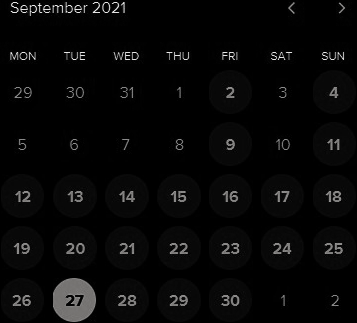 September 2021 < >
MON TUE WED THU FRI SAT SUN
29 30 31 1 2 3 4
5 6 7 8 9 10 11
12 13 14 15 16 17 18
19 20 21 22 23 24 25
26 27 28 29 30 1 2